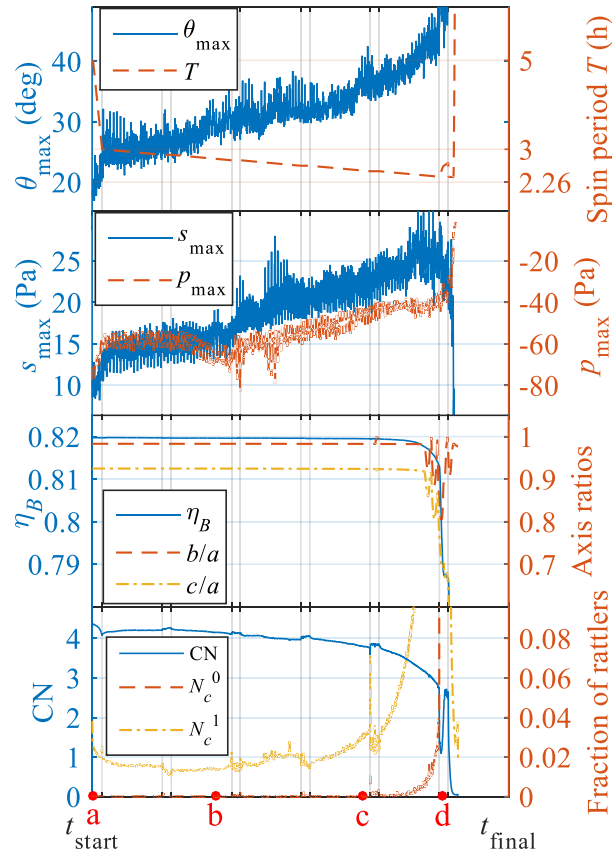 θmax
T
θmax (deg)
40
30
20
5
3
2.26
Spin period T (h)
smax
pmax
smax (Pa)
25
20
15
10
-20
-40
-60
-80
pmax (Pa)
ηB
b/a
c/a
ηB
0.82
0.81
0.8
0.79
1
0.9
0.8
0.7
Axis ratios
CN
Nc0
Nc1
CN
4
3
2
1
0
0.08
0.06
0.04
0.02
0
Fraction of rattlers
a b c d
tstart tfinal